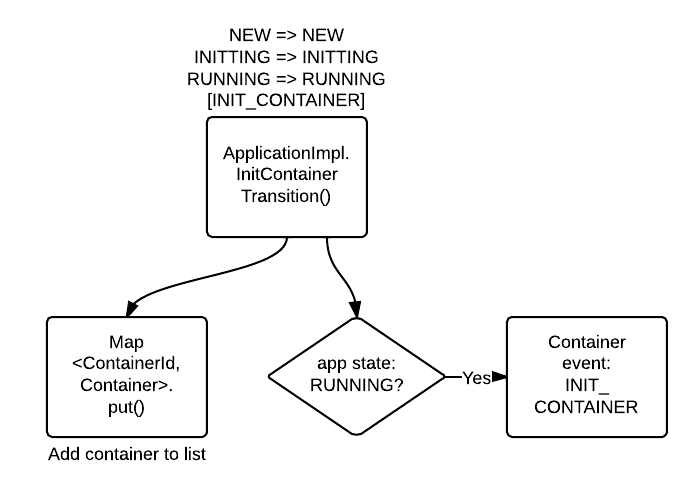 NEW => NEW
INITTING => INITTING
RUNNING => RUNNING
[INIT_CONTAINER]
ApplicationImpl.
InitContainer
Transition()
Map
<ContainerId,
Container>.
put()
Add container to list
app state:
RUNNING?
Yes
Container
event:
INIT_
CONTAINER